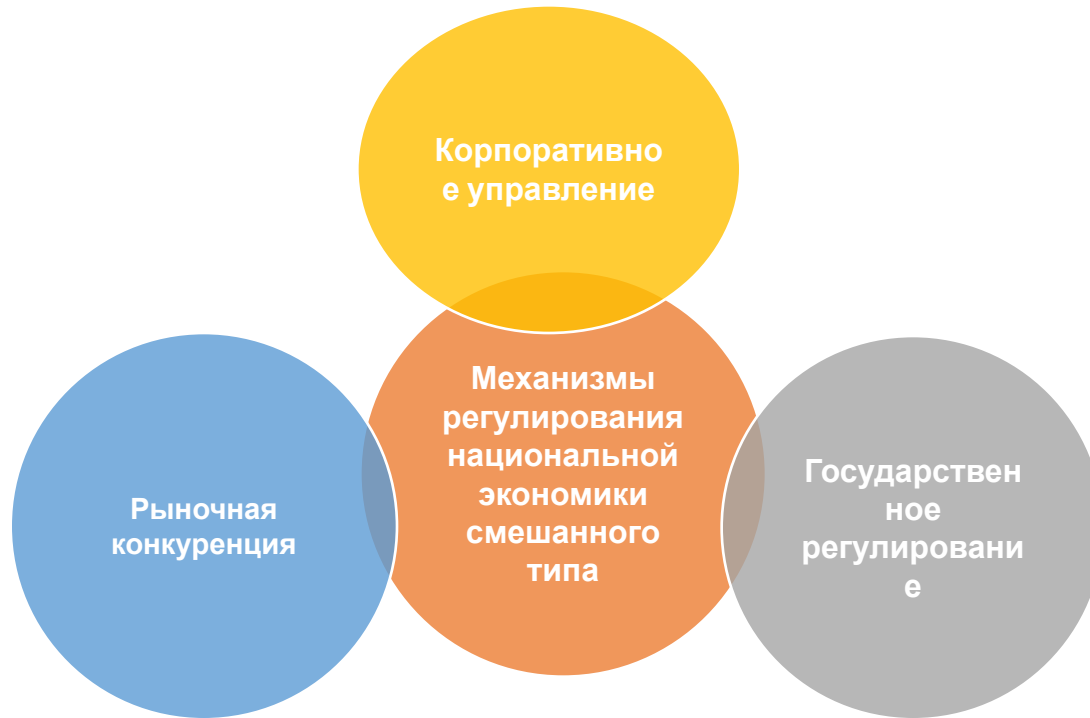 Корпоративно
е управление
Механизмы
регулирования
национальной
экономики
смешанного
типа
Рыночная
конкуренция
Государствен
ное
регулировани
е